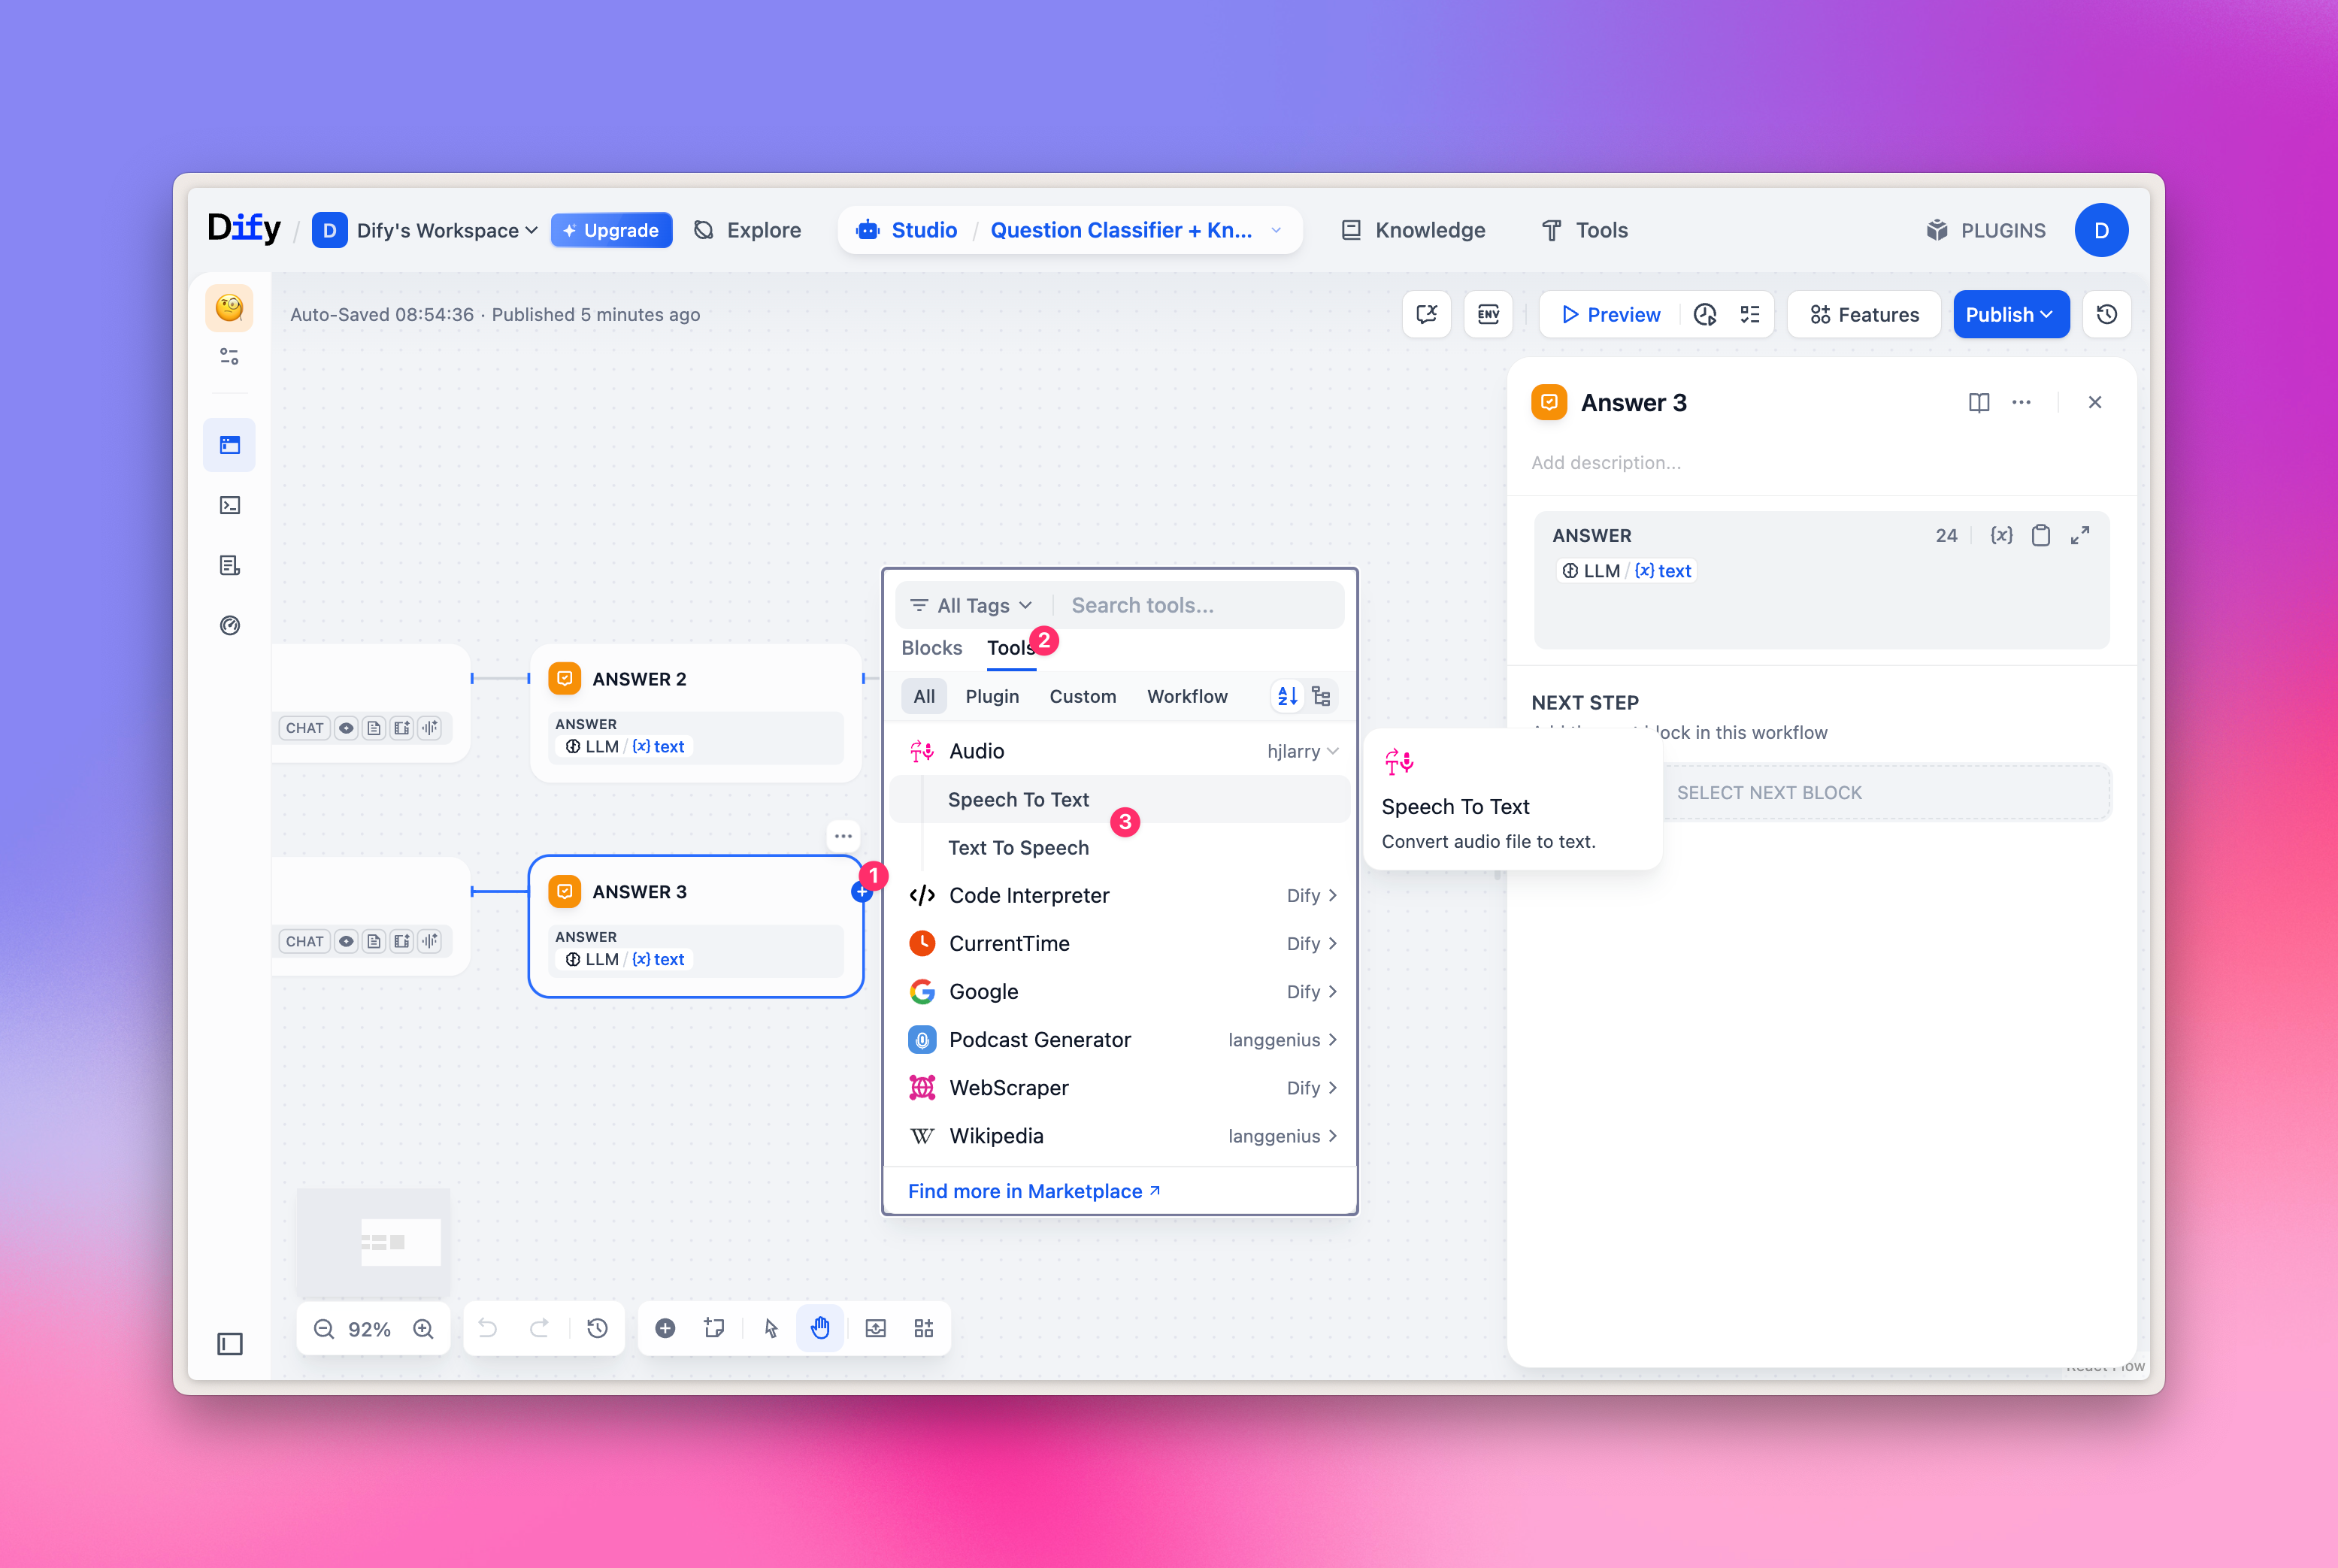 Dify / D Dify's Workspace Upgrade Explore Studio / Question Classifier + Kn... Knowledge Tools PLUGINS D
Auto-Saved 08:54:36 · Published 5 minutes ago
ENV Preview Features Publish
CHAT
ANSWER 2
ANSWER
LLM / {x} text
CHAT
ANSWER 3
ANSWER
LLM / {x} text
1
All Tags Search tools...
Blocks Tools 2
All Plugin Custom Workflow AZ
Audio hjlarry
Speech To Text
3
Text To Speech
Code Interpreter Dify
CurrentTime Dify
Google Dify
Podcast Generator langgenius
WebScraper Dify
Wikipedia langgenius
Find more in Marketplace
Speech To Text
Convert audio file to text.
Answer 3
Add description...
ANSWER 24 {x}
LLM / {x} text
NEXT STEP
block in this workflow
SELECT NEXT BLOCK
92%
React Flow